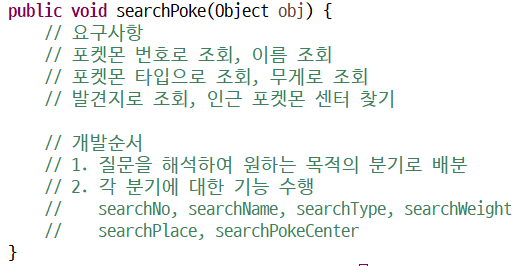 public void searchPoke(Object obj) {
// 요구사항
// 포켓몬 번호로 조회, 이름 조회
// 포켓몬 타입으로 조회, 무게로 조회
// 발견지로 조회, 인근 포켓몬 센터 찾기
// 개발순서
// 1. 질문을 해석하여 원하는 목적의 분기로 배분
// 2. 각 분기에 대한 기능 수행
// searchNo, searchName, searchType, searchWeight
// searchPlace, searchPokeCenter
}